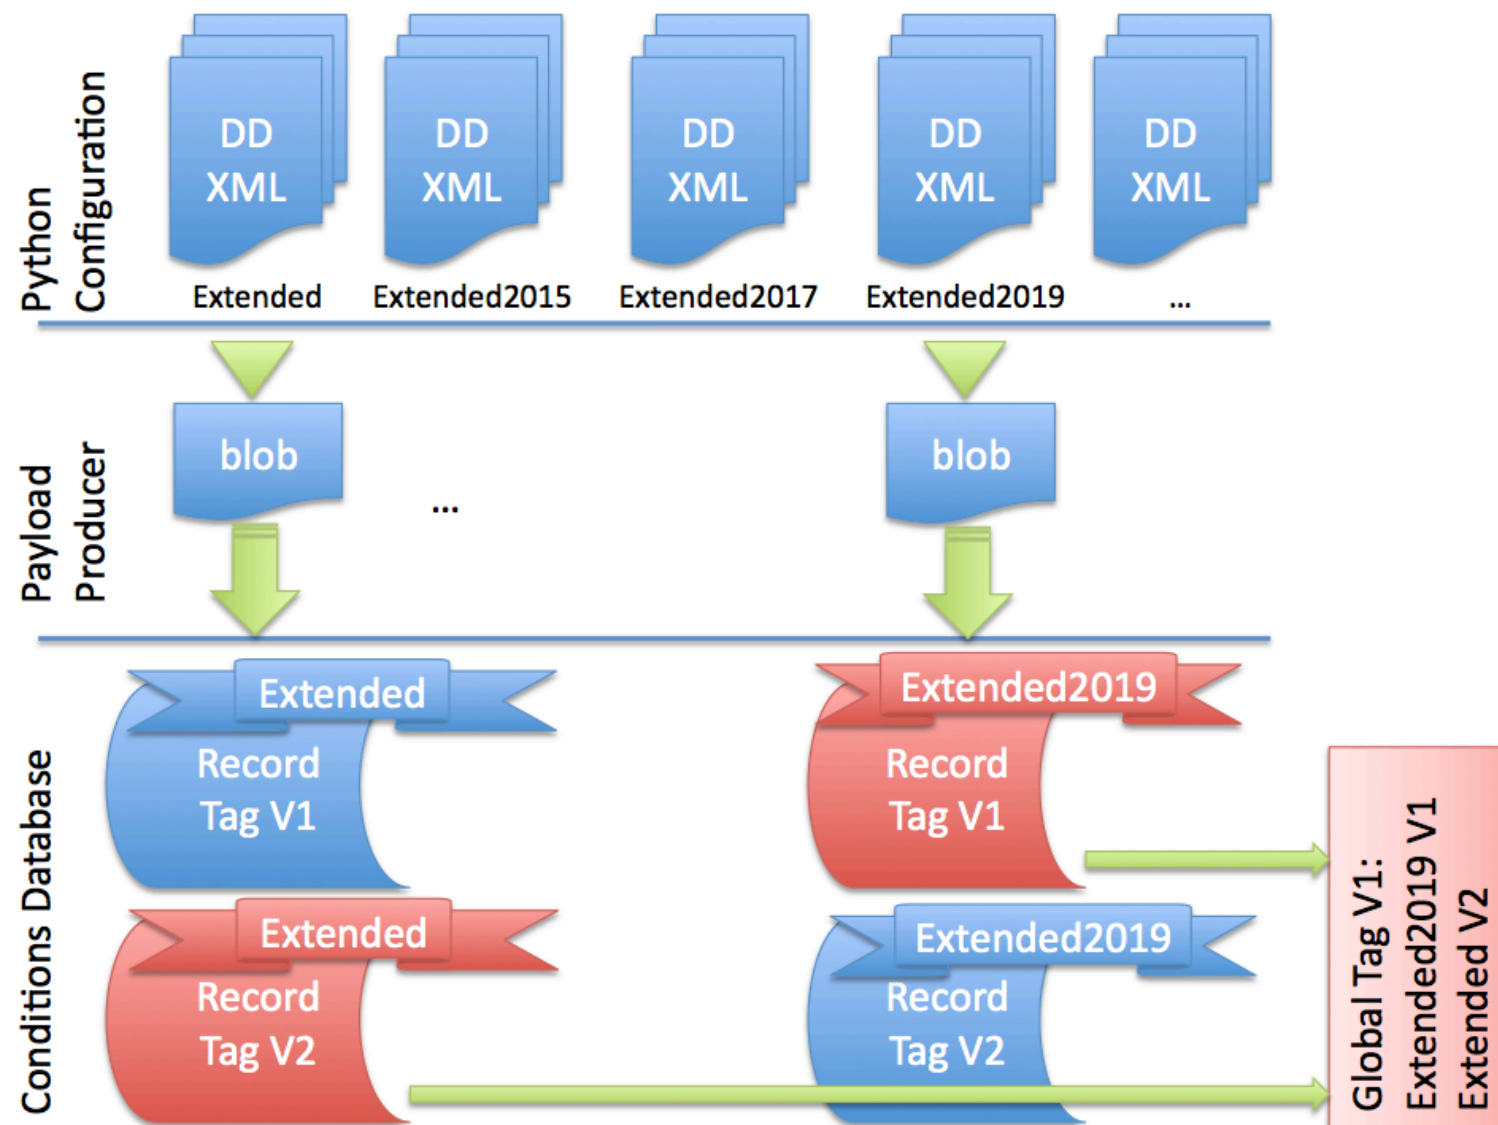 Python
Configuration
DD
XML
DD
XML
DD
XML
DD
XML
DD
XML
Extended
Extended2015
Extended2017
Extended2019
...
Payload
Producer
blob
...
blob
Conditions Database
Extended
Record
Tag V1
Extended2019
Record
Tag V1
Extended
Record
Tag V2
Extended2019
Record
Tag V2
Global Tag V1:
Extended2019 V1
Extended V2